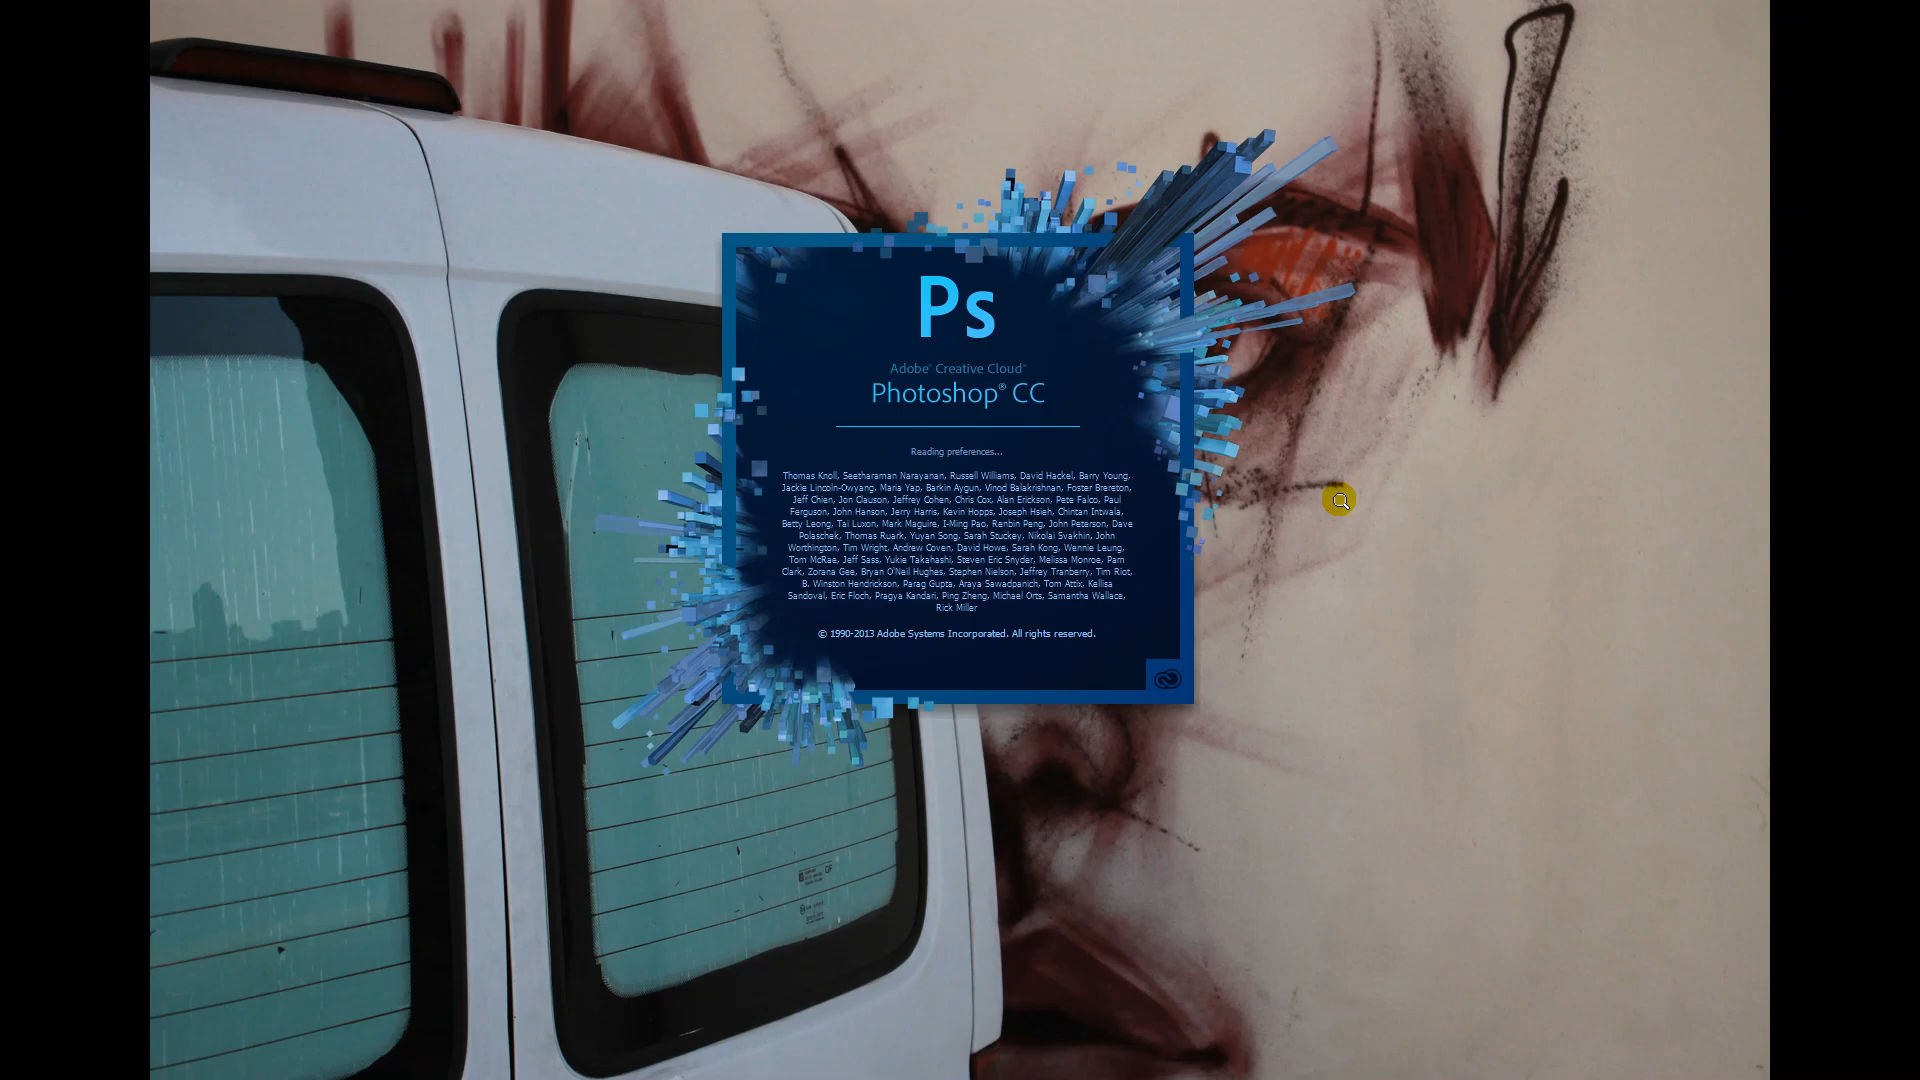 Ps
Adobe® Creative Cloud™
Photoshop® CC
Reading preferences...
Thomas Knoll, Seetharaman Narayanan, Russell Williams, David Hackel, Barry Young,
Jackie Lincoln-Owyang, Maria Yap, Barkin Aygun, Vinod Balakrishnan, Foster Brereton,
Jeff Chien, Jon Clauson, Jeffrey Cohen, Chris Cox, Alan Erickson, Pete Falco, Paul
Ferguson, John Hanson, Jerry Harris, Kevin Hopps, Joseph Hsieh, Chintan Intwala,
Betty Leong, Tai Luxon, Mark Maguire, I-Ming Pao, Renbin Peng, John Peterson, Dave
Polaschek, Thomas Ruark, Yuyan Song, Sarah Stuckey, Nikolai Svakhin, John
Worthington, Tim Wright, Andrew Coven, David Howe, Sarah Kong, Wennie Leung,
Tom McRae, Jeff Sass, Yukie Takahashi, Steven Eric Snyder, Melissa Monroe, Pam
Clark, Zorana Gee, Bryan O'Neil Hughes, Stephen Nielson, Jeffrey Tranberry, Tim Riot,
B. Winston Hendrickson, Parag Gupta, Araya Sawadpanich, Tom Attix, Kellisa
Sandoval, Eric Floch, Pragya Kandari, Ping Zheng, Michael Orts, Samantha Wallace,
Rick Miller
© 1990-2013 Adobe Systems Incorporated. All rights reserved.